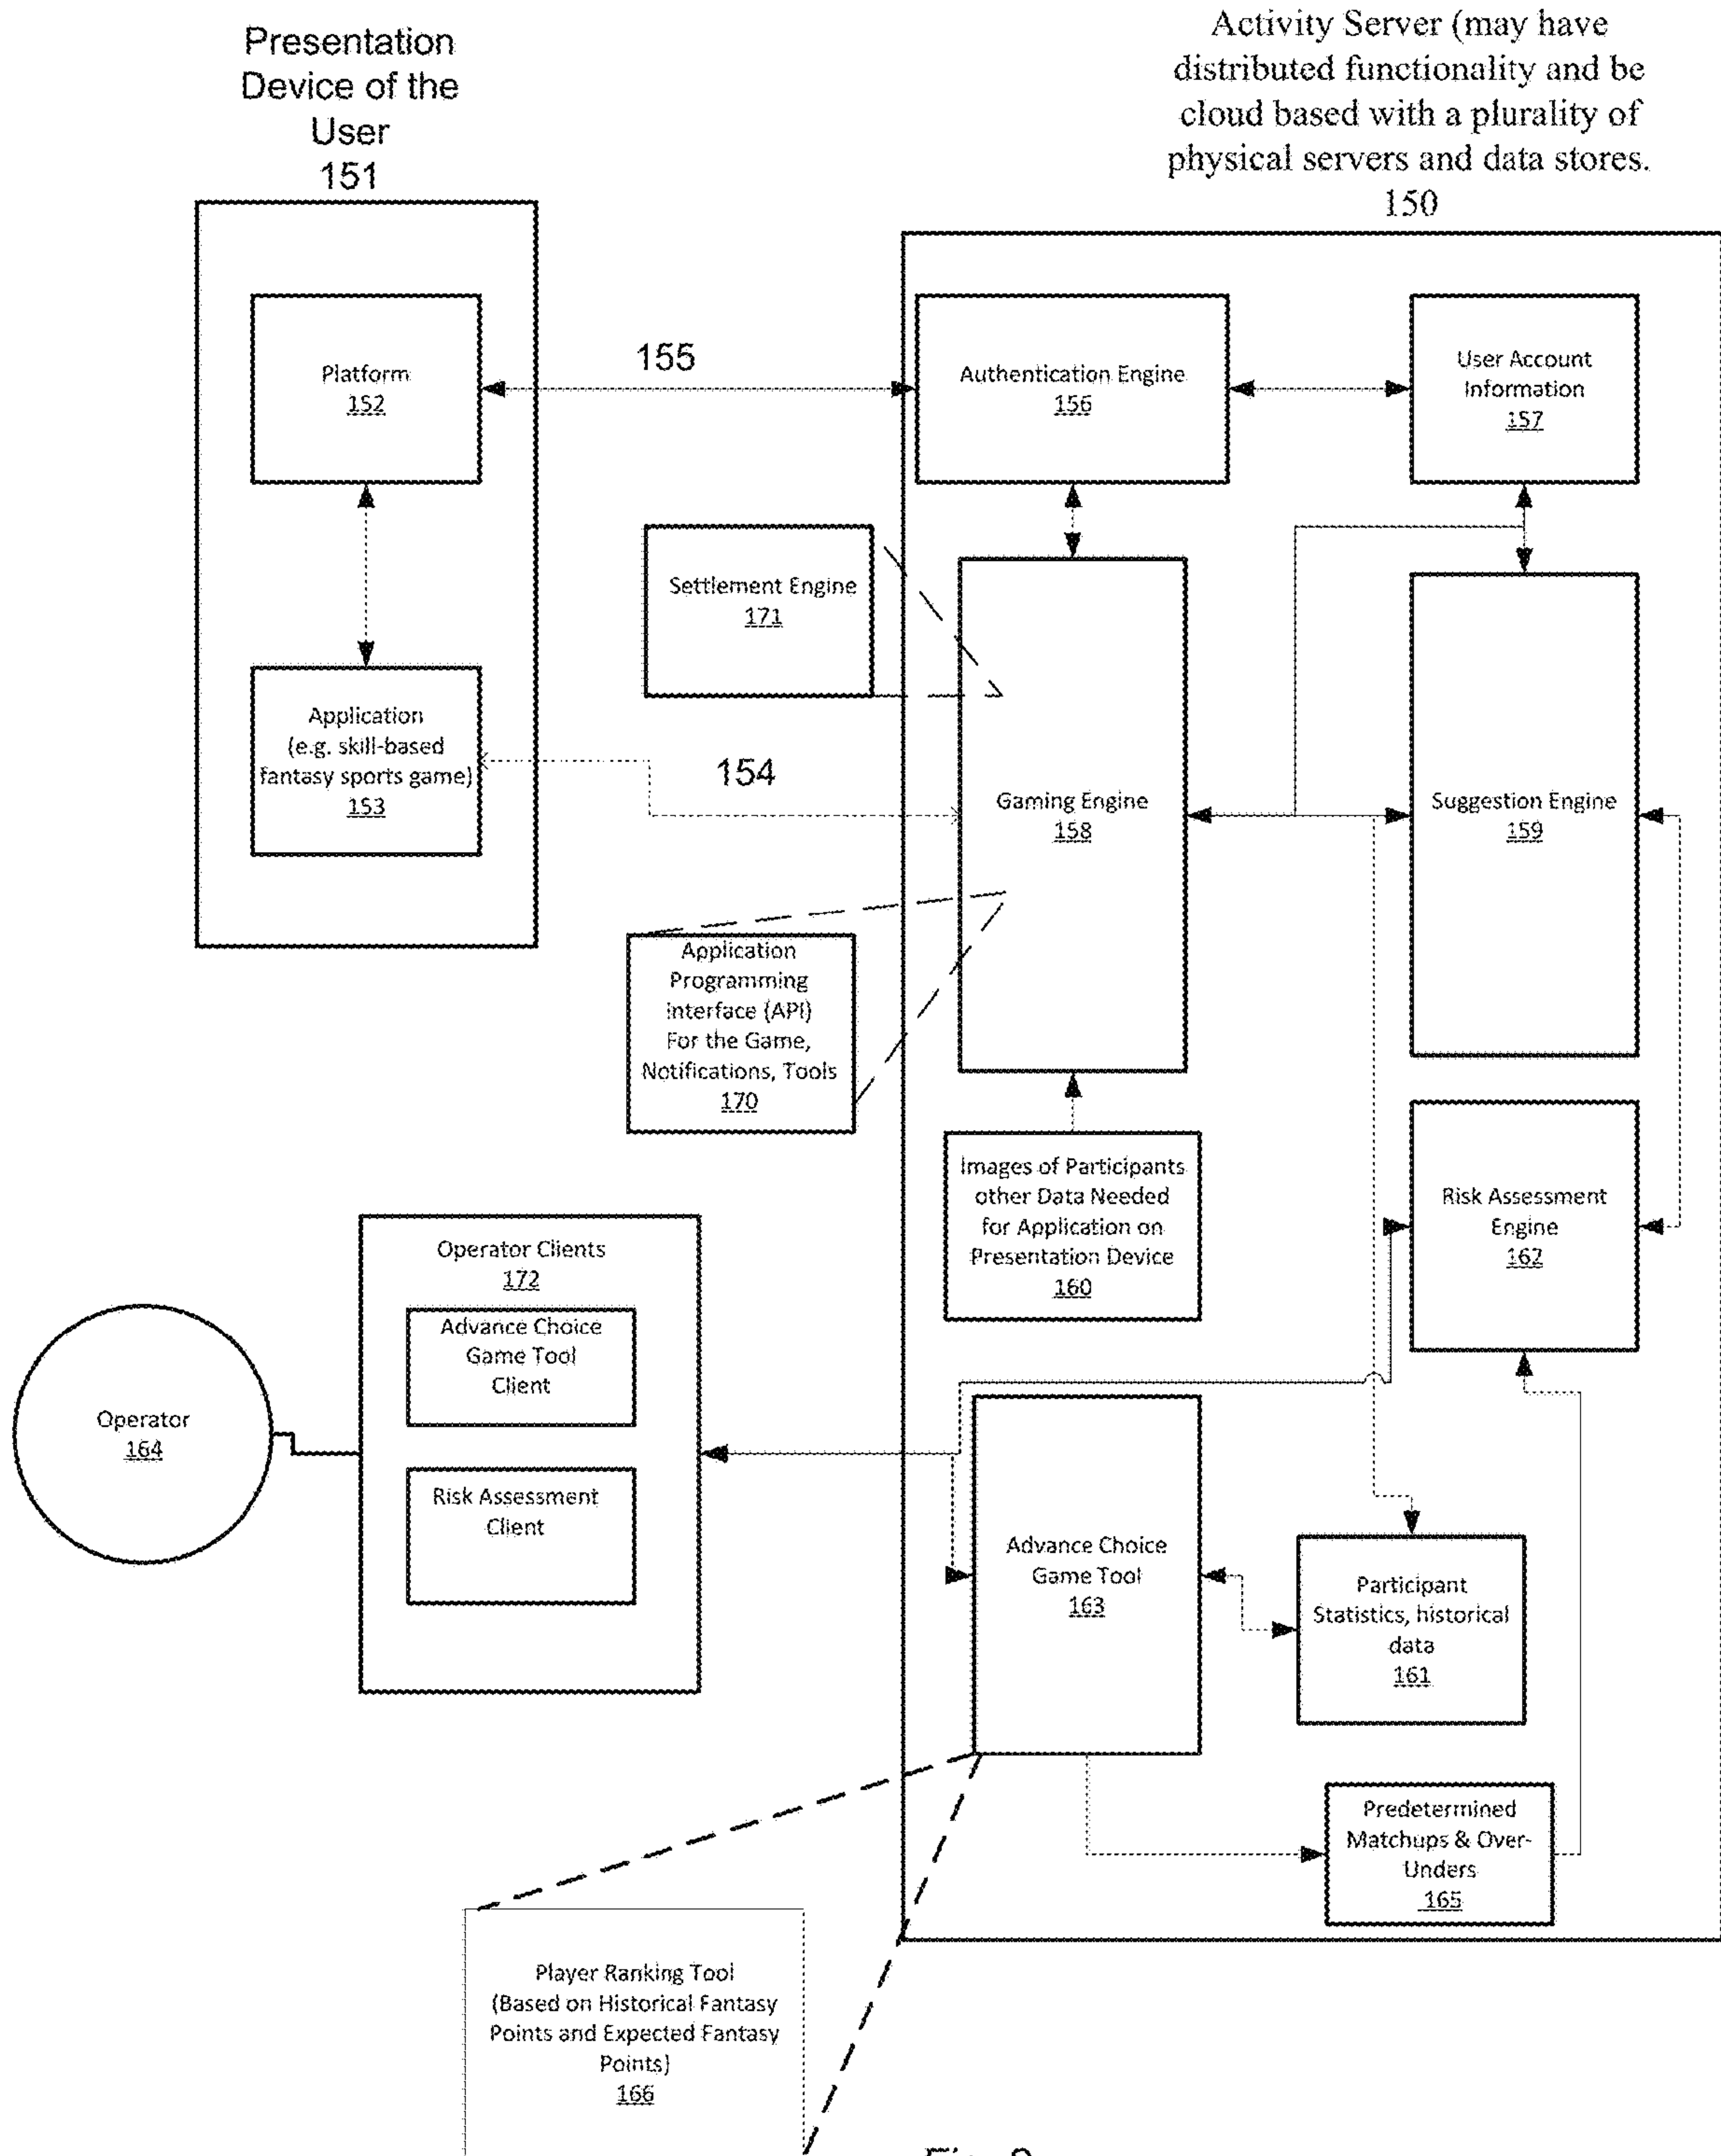 Presentation
Device of the
User
151
Activity Server (may have
distributed functionality and be
cloud based with a plurality of
physical servers and data stores.
150
Platform
152
155
Authentication Engine
156
User Account
Information
157
Settlement Engine
171
Application
(e.g. skill-based
fantasy sports game)
153
154
Gaming Engine
158
Suggestion Engine
159
Application
Programming
Interface (API)
For the Game,
Notifications, Tools
170
Images of Participants
other Data Needed
for Application on
Presentation Device
160
Risk Assessment
Engine
162
Operator Clients
172
Advance Choice
Game Tool
Client
Risk Assessment
Client
Operator
164
Advance Choice
Game Tool
163
Participant
Statistics, historical
data
161
Predetermined
Matchups & Over-
Unders
165
Player Ranking Tool
(Based on Historical Fantasy
Points and Expected Fantasy
Points)
166